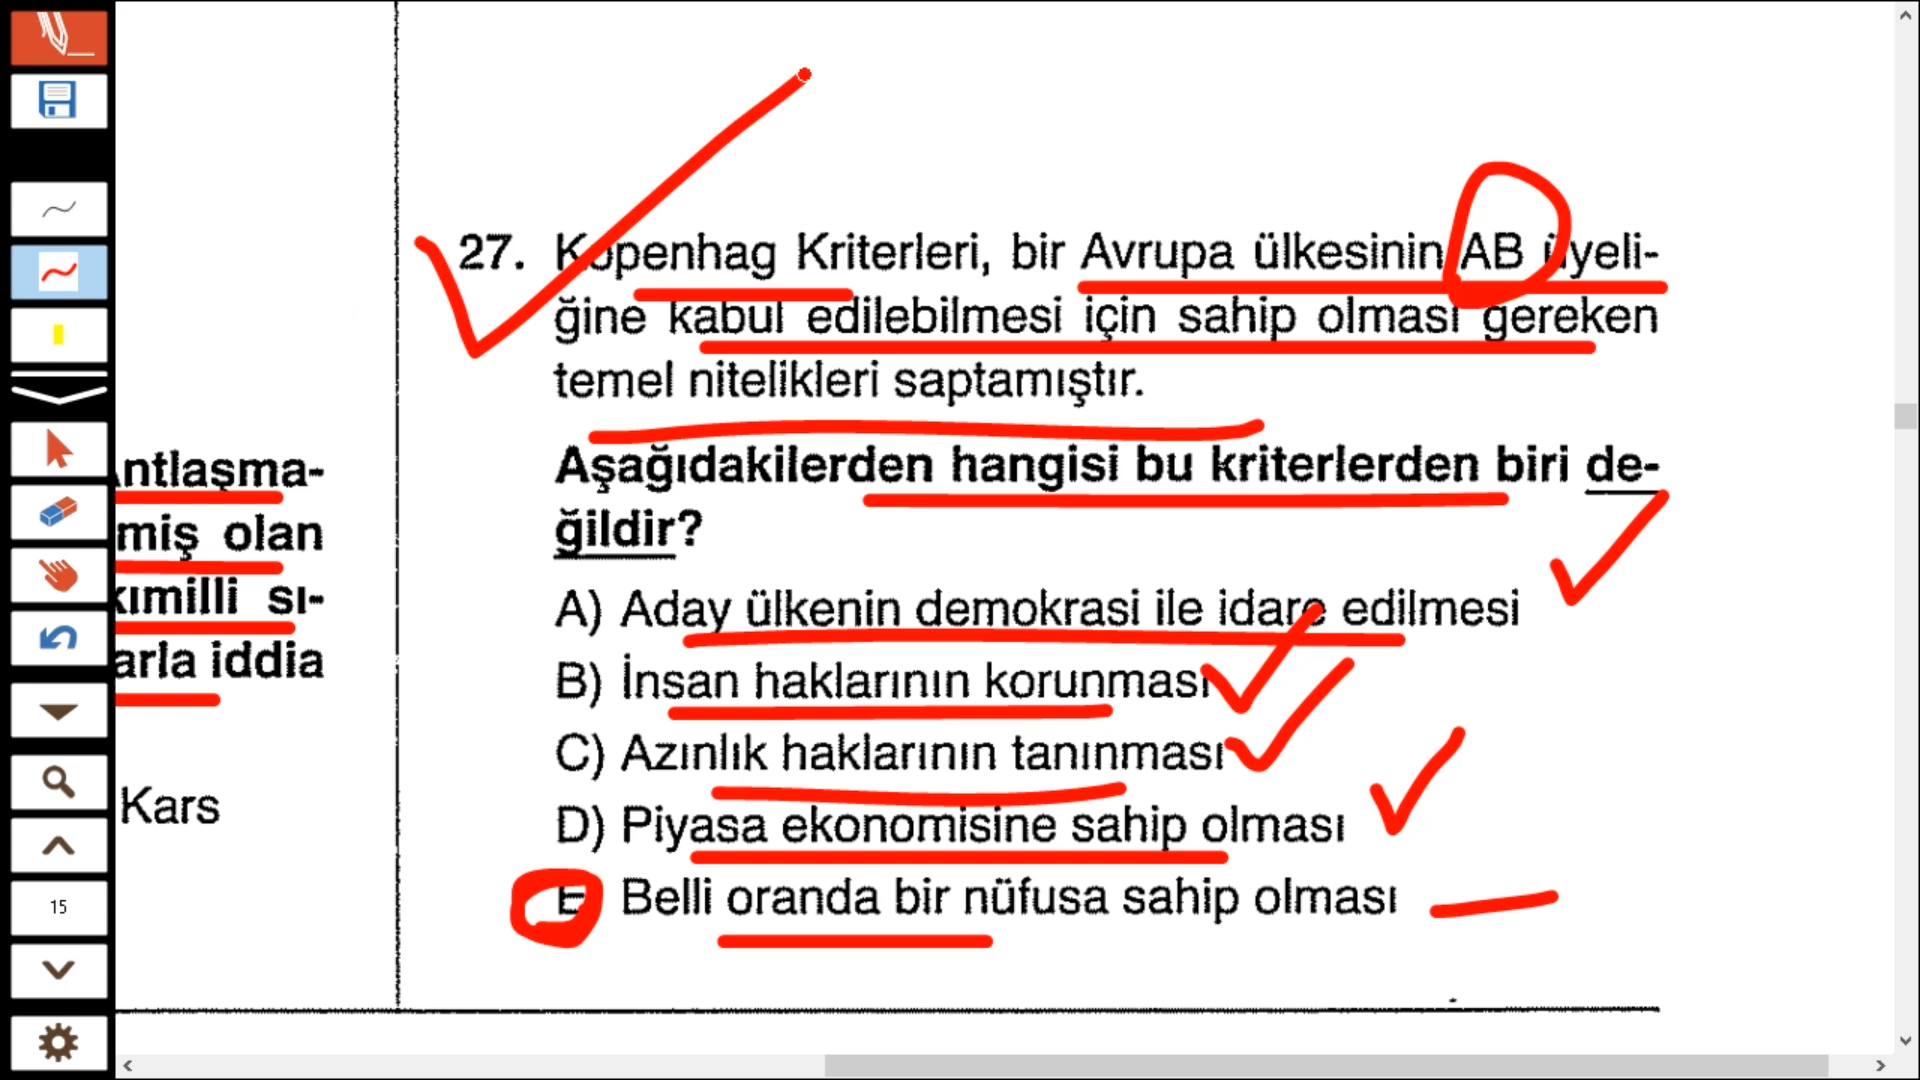 Antlaşma-
miş olan
kımilli sı-
arla iddia
Kars
27. Kopenhag Kriterleri, bir Avrupa ülkesinin AB üyeli-
ğine kabul edilebilmesi için sahip olması gereken
temel nitelikleri saptamıştır.
Aşağıdakilerden hangisi bu kriterlerden biri de-
ğildir?
A) Aday ülkenin demokrasi ile idare edilmesi
B) İnsan haklarının korunması
C) Azınlık haklarının tanınması
D) Piyasa ekonomisine sahip olması
E) Belli oranda bir nüfusa sahip olması
15